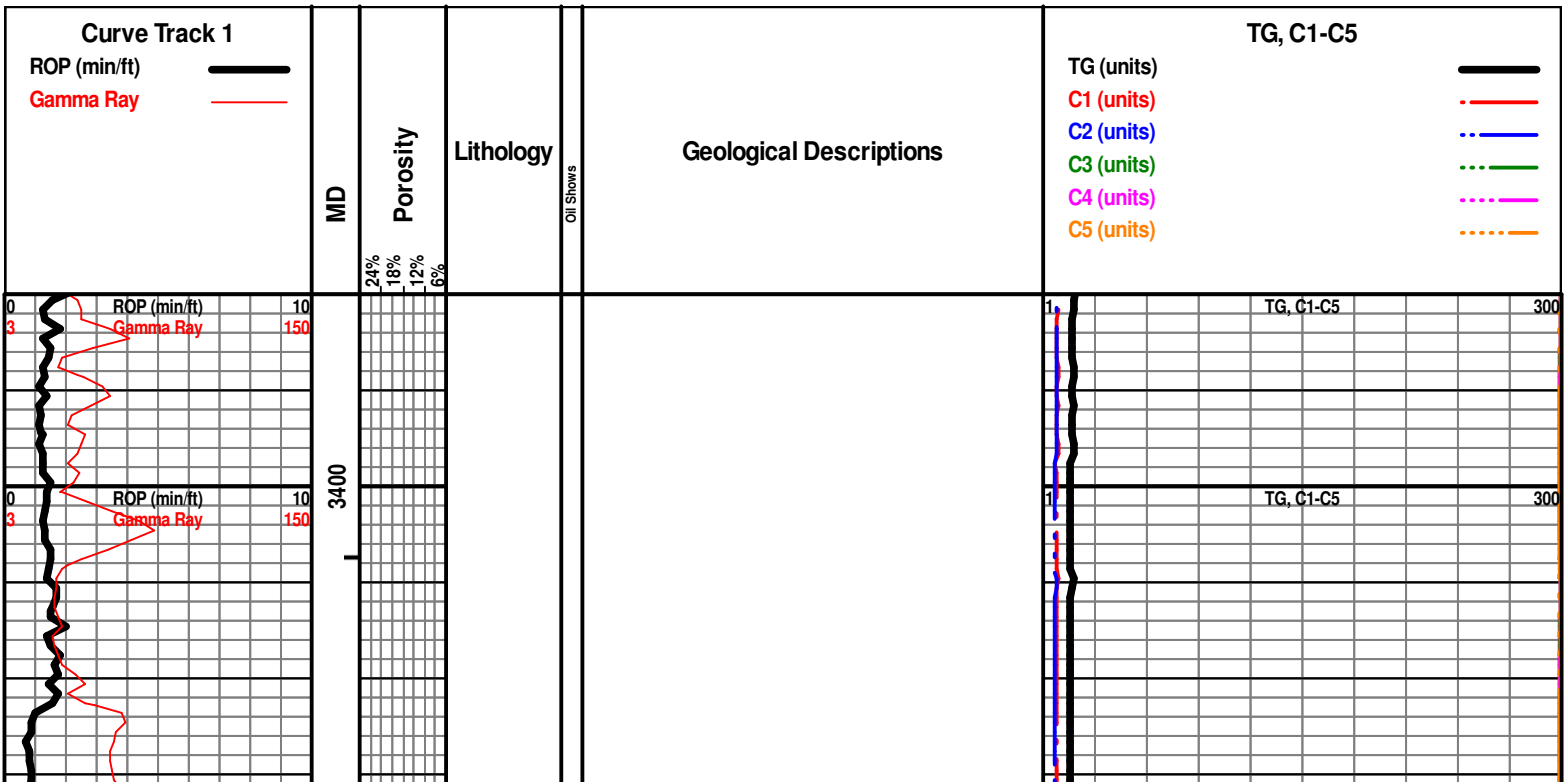 Curve Track 1
ROP (min/ft)
Gamma Ray
MD
Porosity
24%
18%
12%
6%
Lithology
Oil Shows
Geological Descriptions
TG, C1-C5
TG (units)
C1 (units)
C2 (units)
C3 (units)
C4 (units)
C5 (units)
0 ROP (min/ft) 10
3 Gamma Ray 150
1 TG, C1-C5 300
3400
0 ROP (min/ft) 10
3 Gamma Ray 150
1 TG, C1-C5 300